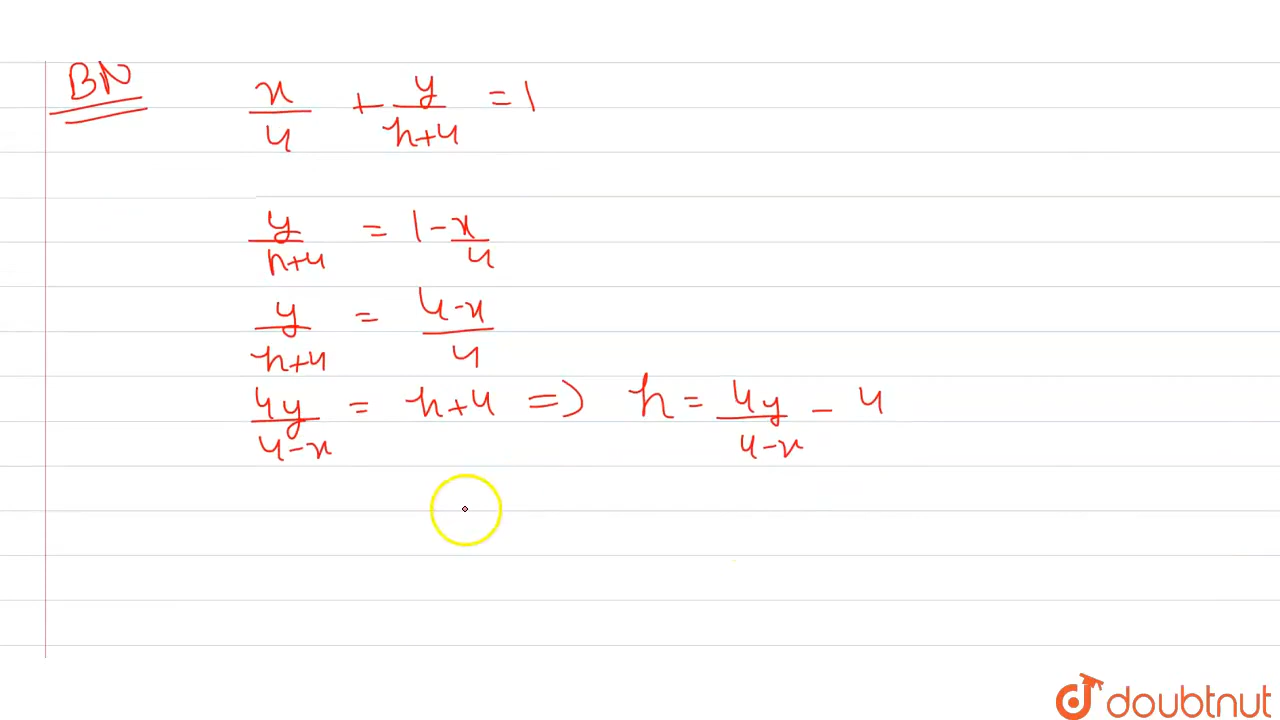 BN
x/4 + y/(h+4) = 1
y/(h+4) = 1 - x/4
y/(h+4) = (4-x)/4
4y/(4-x) = h+4 => h = 4y/(4-x) - 4
doubtnut